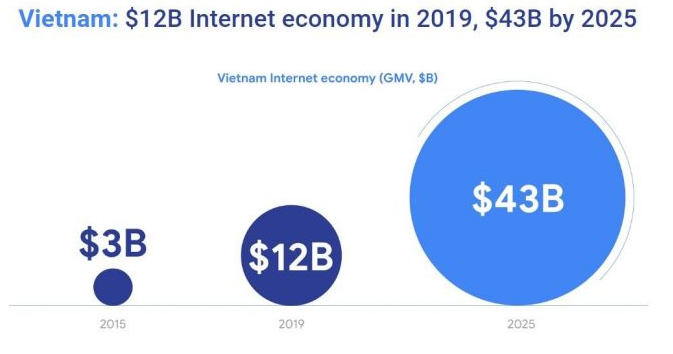 Vietnam: $12B Internet economy in 2019, $43B by 2025
Vietnam Internet economy (GMV, $B)
$3B
$12B
$43B
2015
2019
2025